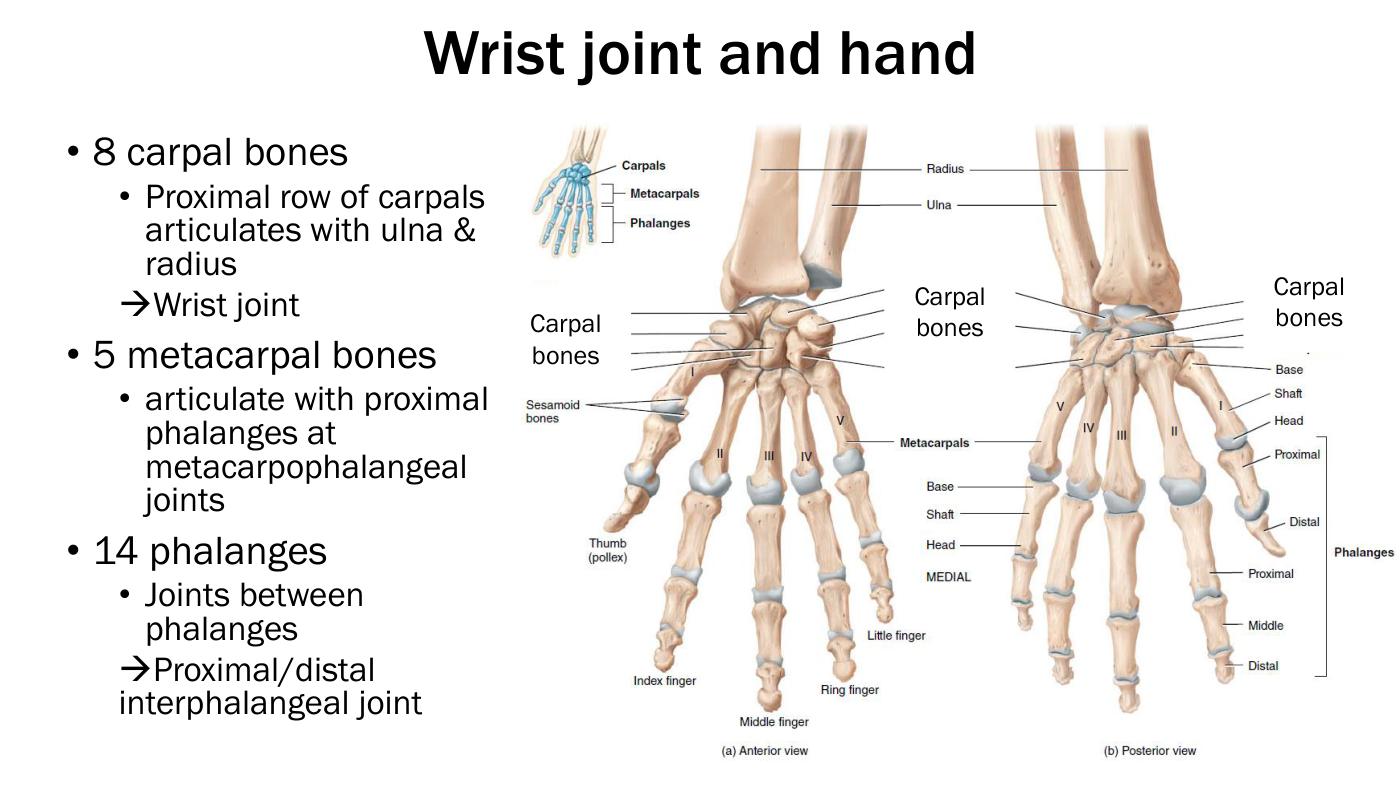 Wrist joint and hand
• 8 carpal bones
• Proximal row of carpals
articulates with ulna &
radius
→Wrist joint
• 5 metacarpal bones
• articulate with proximal
phalanges at
metacarpophalangeal
joints
• 14 phalanges
• Joints between
phalanges
→Proximal/distal
interphalangeal joint
Carpals
Metacarpals
Phalanges
Radius
Ulna
Carpal
bones
Carpal
bones
Carpal
bones
Sesamoid
bones
I
II
III
IV
V
Thumb
(pollex)
Index finger
Middle finger
Ring finger
Little finger
(a) Anterior view
Metacarpals
Base
Shaft
Head
MEDIAL
V
IV
III
II
I
Base
Shaft
Head
Proximal
Distal
Phalanges
Proximal
Middle
Distal
(b) Posterior view